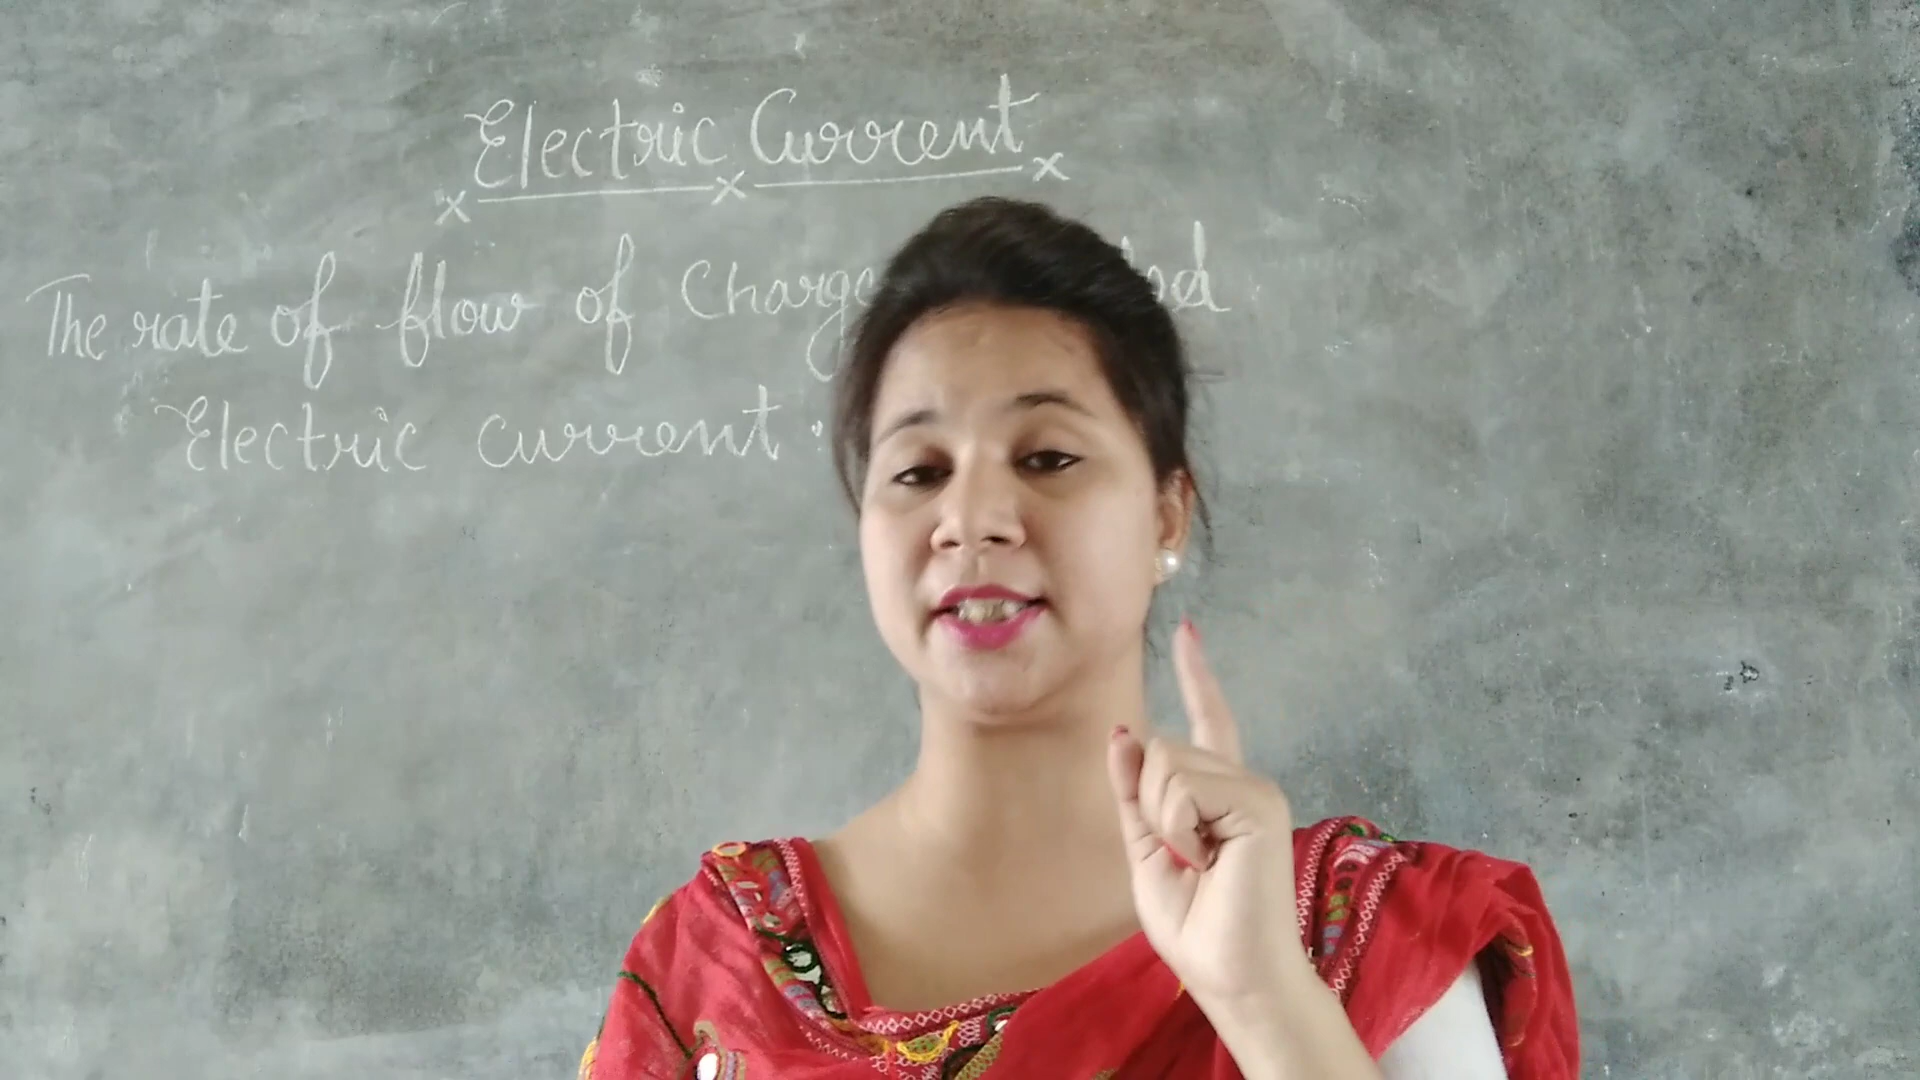 Electric Current
The rate of flow of Charge
Electric current.